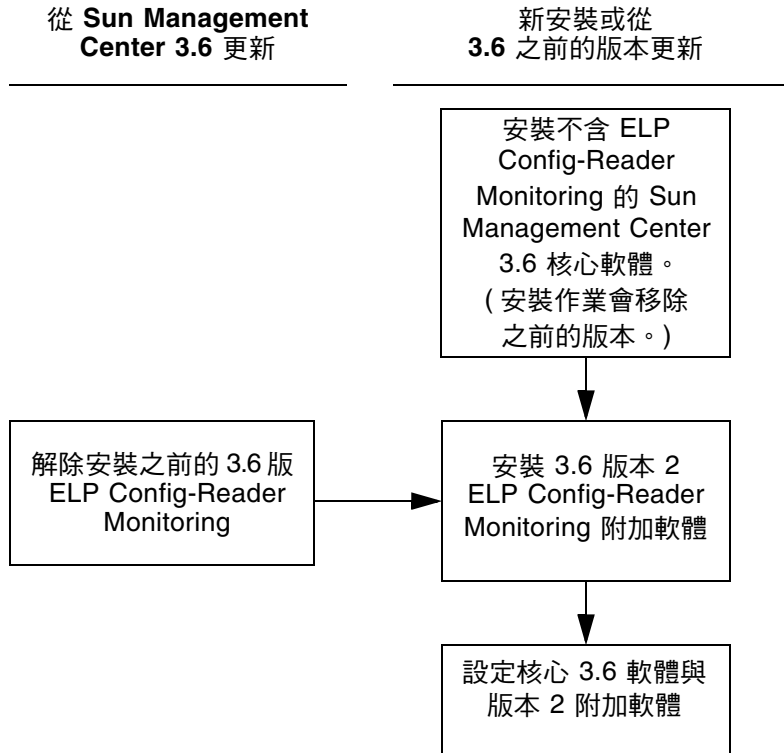 從 Sun Management
Center 3.6 更新
新安裝或從
3.6 之前的版本更新
安裝不含 ELP
Config-Reader
Monitoring 的 Sun
Management Center
3.6 核心軟體。
( 安裝作業會移除
之前的版本。)
解除安裝之前的 3.6 版
ELP Config-Reader
Monitoring
安裝 3.6 版本 2
ELP Config-Reader
Monitoring 附加軟體
設定核心 3.6 軟體與
版本 2 附加軟體